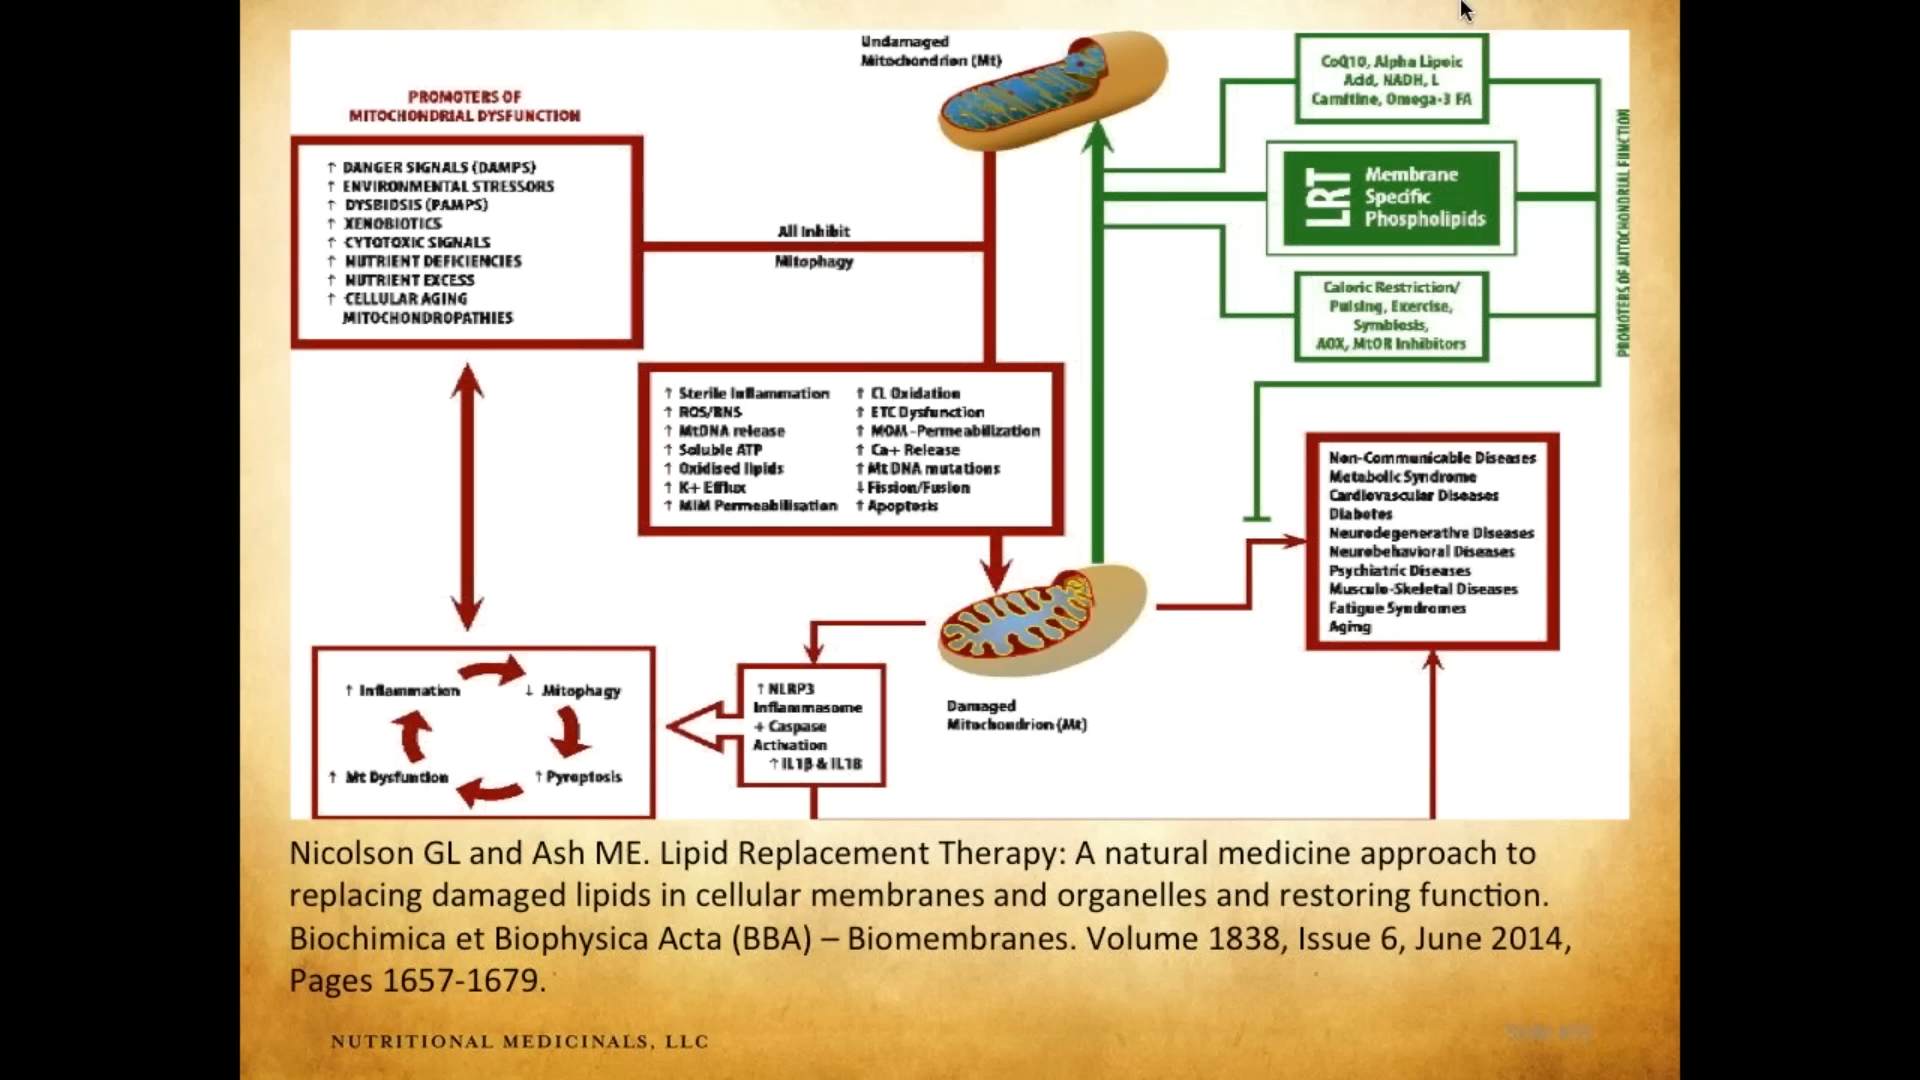 Undamaged
Mitochondrion (Mt)
PROMOTERS OF
MITOCHONDRIAL DYSFUNCTION
↑ DANGER SIGNALS (DAMPS)
↑ ENVIRONMENTAL STRESSORS
↑ DYSBIOSIS (PAMPS)
↑ XENOBIOTICS
↑ CYTOTOXIC SIGNALS
↑ NUTRIENT DEFICIENCIES
↑ NUTRIENT EXCESS
↑ CELLULAR AGING
MITOCHONDROPATHIES
All Inhibit
Mitophagy
CoQ10, Alpha Lipoic
Acid, NADH, L
Carnitine, Omega-3 FA
LRT
Membrane
Specific
Phospholipids
Caloric Restriction/
Pulsing, Exercise,
Symbiosis,
AOX, MtOR Inhibitors
PROMOTERS OF MITOCHONDRIAL FUNCTION
↑ Sterile Inflammation
↑ ROS/RNS
↑ MtDNA release
↑ Soluble ATP
↑ Oxidised lipids
↑ K+ Efflux
↑ MIM Permeabilisation
↑ CL Oxidation
↑ ETC Dysfunction
↑ MOM -Permeabilization
↑ Ca+ Release
↑ Mt DNA mutations
↓ Fission/Fusion
↑ Apoptosis
Non-Communicable Diseases
Metabolic Syndrome
Cardiovascular Diseases
Diabetes
Neurodegenerative Diseases
Neurobehavioral Diseases
Psychiatric Diseases
Musculo-Skeletal Diseases
Fatigue Syndromes
Aging
↑ Inflammation
↓ Mitophagy
↑ Mt Dysfuntion
↑ Pyroptosis
↑ NLRP3
Inflammasome
+ Caspase
Activation
↑ IL1β & IL18
Damaged
Mitochondrion (Mt)
Nicolson GL and Ash ME. Lipid Replacement Therapy: A natural medicine approach to
replacing damaged lipids in cellular membranes and organelles and restoring function.
Biochimica et Biophysica Acta (BBA) – Biomembranes. Volume 1838, Issue 6, June 2014,
Pages 1657-1679.
NUTRITIONAL MEDICINALS, LLC